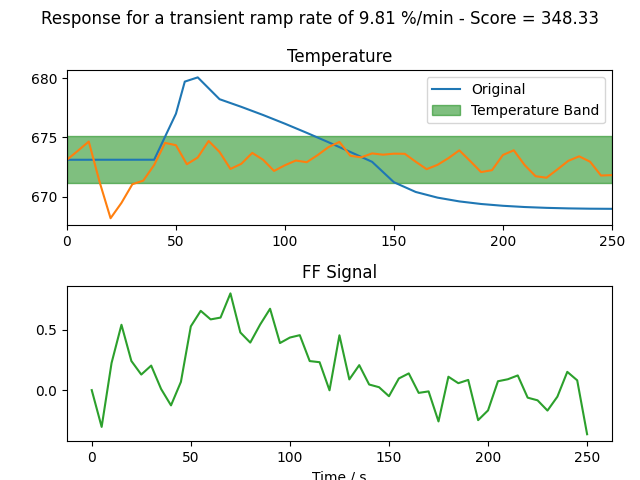 Response for a transient ramp rate of 9.81 %/min - Score = 348.33
Temperature
680
675
670
Original
Temperature Band
0 50 100 150 200 250
FF Signal
0.5
0.0
0 50 100 150 200 250
Time / s